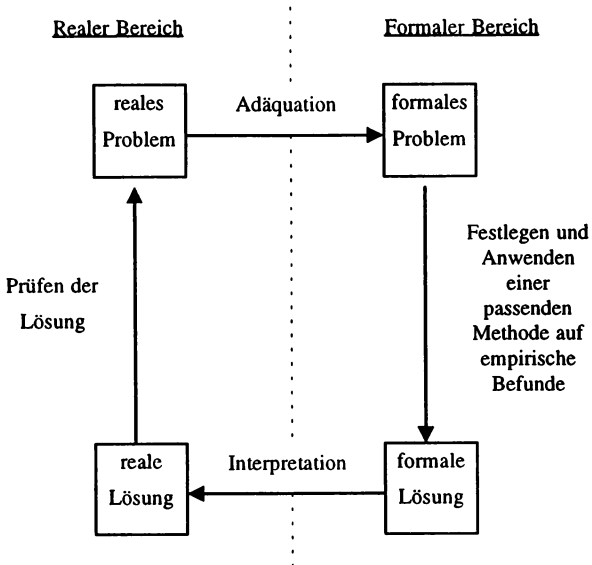 Realer Bereich
Formaler Bereich
reales
Problem
Adäquation
formales
Problem
Prüfen der
Lösung
Festlegen und
Anwenden
einer
passenden
Methode auf
empirische
Befunde
reale
Lösung
Interpretation
formale
Lösung